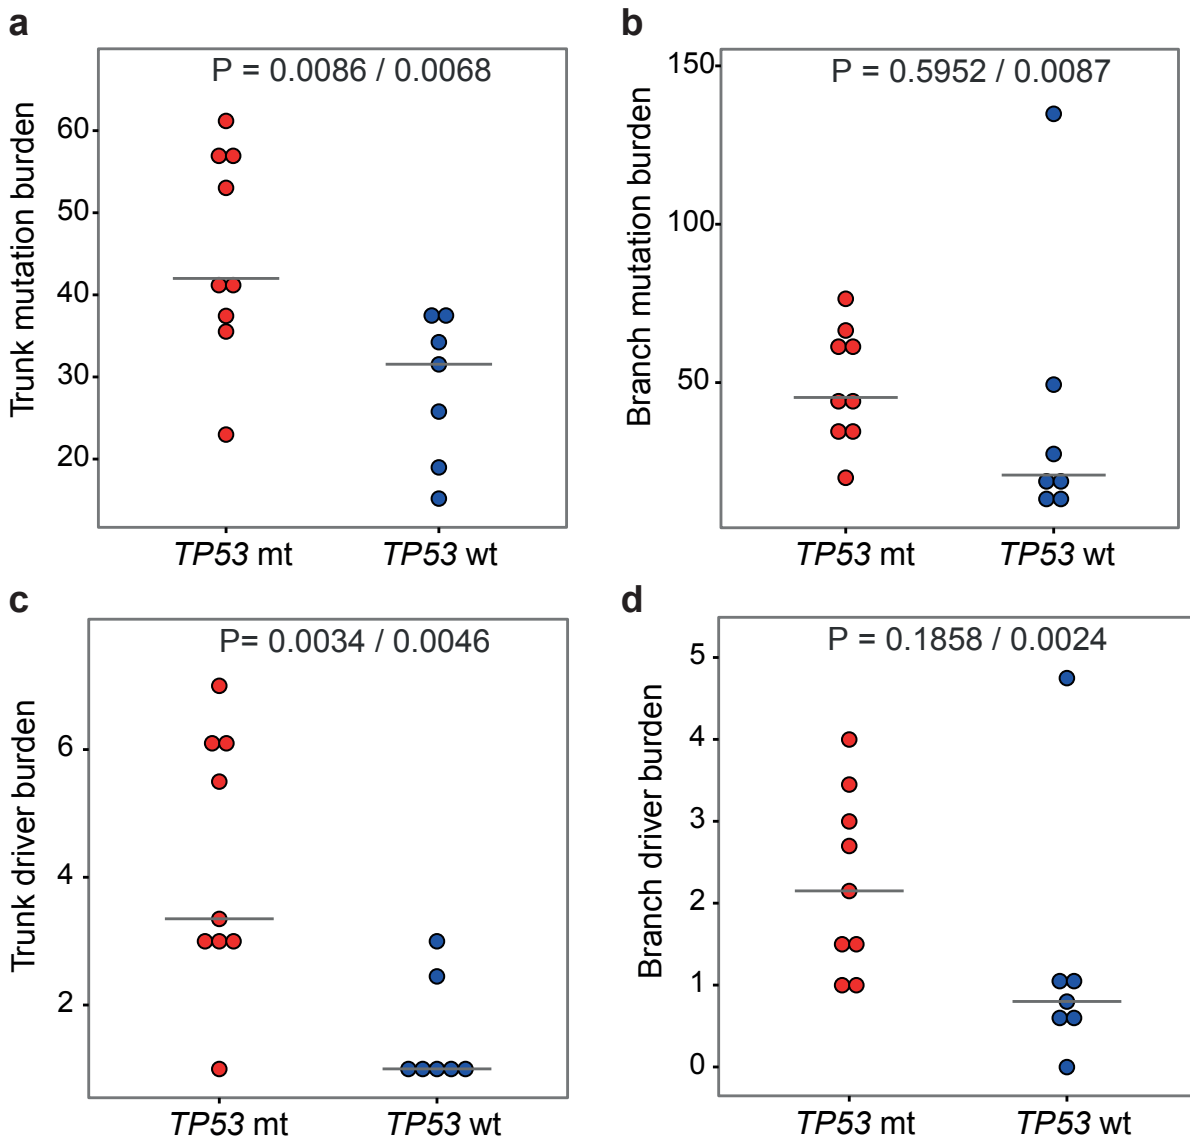 a
P = 0.0086 / 0.0068
Trunk mutation burden
60
50
40
30
20
TP53 mt
TP53 wt
b
P = 0.5952 / 0.0087
Branch mutation burden
150
100
50
TP53 mt
TP53 wt
c
P= 0.0034 / 0.0046
Trunk driver burden
6
4
2
TP53 mt
TP53 wt
d
P = 0.1858 / 0.0024
Branch driver burden
5
4
3
2
1
0
TP53 mt
TP53 wt